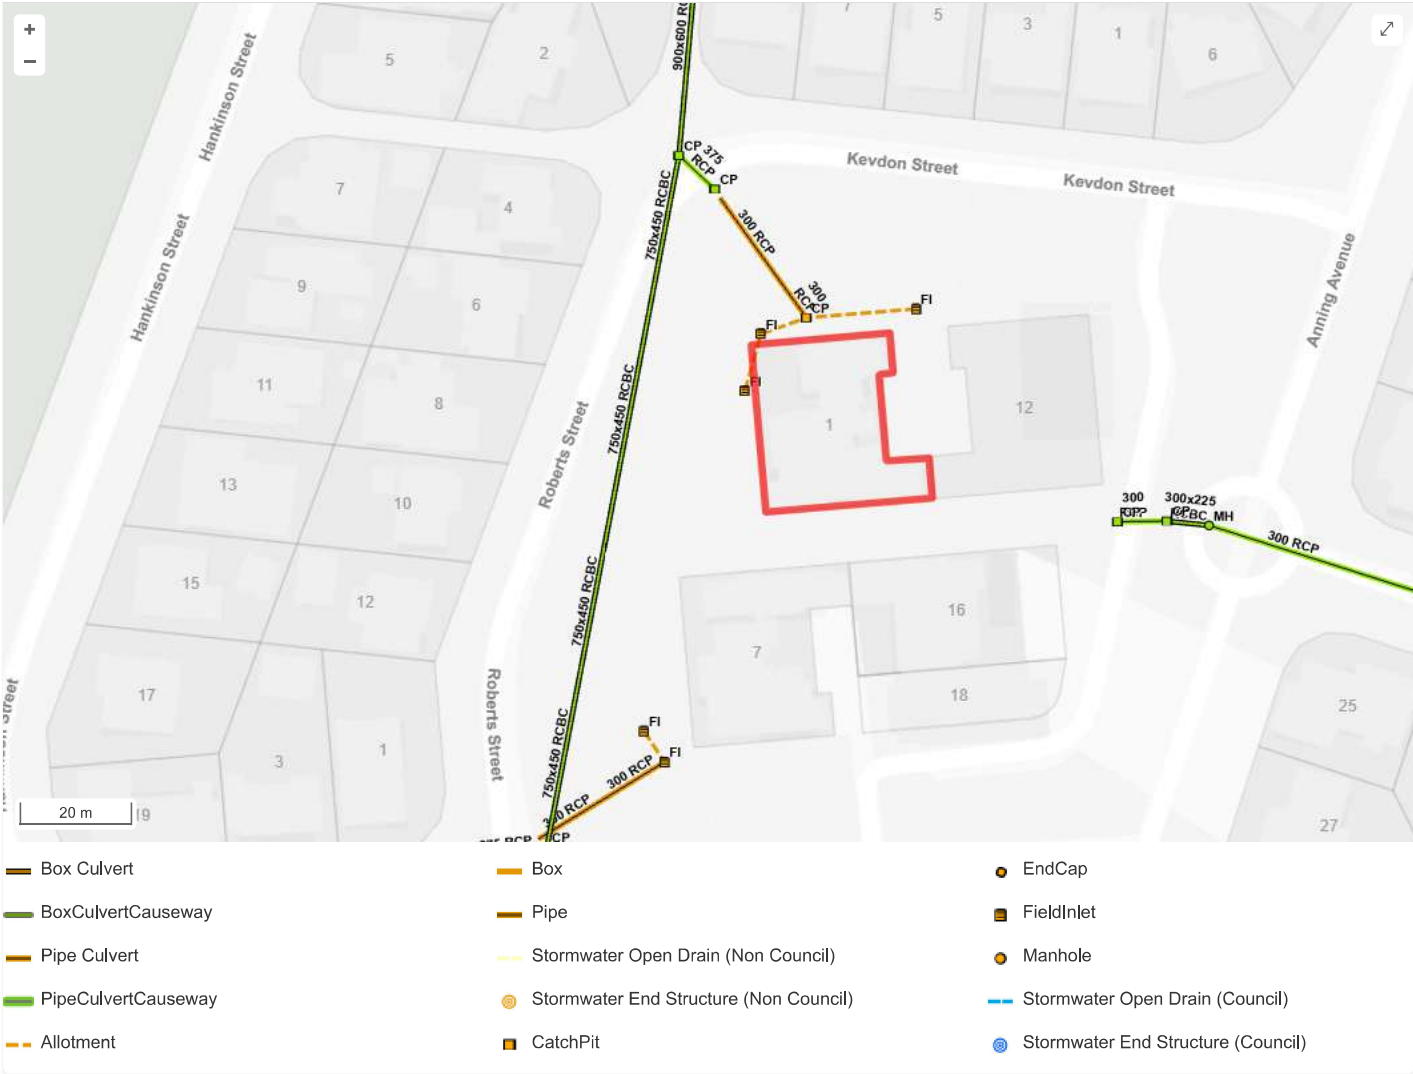 +
−
5
2
7
5
3
1
6
Hankinson Street
900x600
CP
375
RCP
CP
Kevdon Street
Kevdon Street
7
4
750x450 RCBC
300 RCP
Hankinson Street
9
6
300
RCP
CP
FI
FI
Anning Avenue
11
8
750x450 RCBC
FI
1
12
Roberts Street
13
10
300
300x225
CP
RCBC
MH
300 RCP
15
12
750x450 RCBC
16
7
17
Roberts Street
18
25
3
1
750x450 RCBC
FI
FI
300 RCP
20 m
19
RCP
CP
27
Box Culvert
Box
EndCap
BoxCulvertCauseway
Pipe
FieldInlet
Pipe Culvert
Stormwater Open Drain (Non Council)
Manhole
PipeCulvertCauseway
Stormwater End Structure (Non Council)
Stormwater Open Drain (Council)
Allotment
CatchPit
Stormwater End Structure (Council)